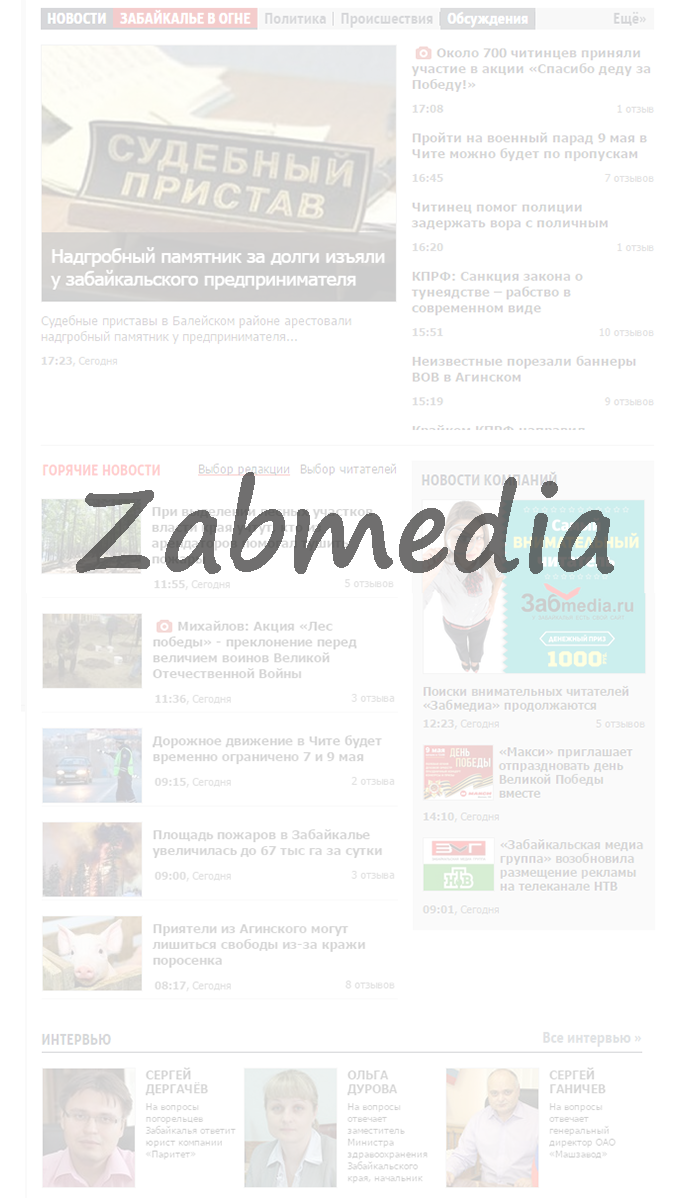 НОВОСТИ ЗАБАЙКАЛЬЕ В ОГНЕ Политика | Происшествия Обсуждения Ещё»
СУДЕБНЫЙ
ПРИСТАВ
Надгробный памятник за долги изъяли
у забайкальского предпринимателя
Судебные приставы в Балейском районе арестовали
надгробный памятник у предпринимателя...
17:23, Сегодня
Около 700 читинцев приняли
участие в акции «Спасибо деду за
Победу!»
17:08 1 отзыв
Пройти на военный парад 9 мая в
Чите можно будет по пропускам
16:45 7 отзывов
Читинец помог полиции
задержать вора с поличным
16:20 1 отзыв
КПРФ: Санкция закона о
тунеядстве – рабство в
современном виде
15:51 10 отзывов
Неизвестные порезали баннеры
ВОВ в Агинском
15:19 9 отзывов
Крайком КПРФ направил
ГОРЯЧИЕ НОВОСТИ Выбор редакции Выбор читателей
Zabmedia
При выделении лесных участков
11:55, Сегодня 5 отзывов
Михайлов: Акция «Лес
победы» - преклонение перед
величием воинов Великой
Отечественной Войны
11:36, Сегодня 3 отзыва
Дорожное движение в Чите будет
временно ограничено 7 и 9 мая
09:15, Сегодня 2 отзыва
Площадь пожаров в Забайкалье
увеличилась до 67 тыс га за сутки
09:00, Сегодня 3 отзыва
Приятели из Агинского могут
лишиться свободы из-за кражи
поросенка
08:17, Сегодня 8 отзывов
НОВОСТИ КОМПАНИЙ
ВНИМАТЕЛЬНЫЙ
Забmedia.ru
ДЕНЕЖНЫЙ ПРИЗ
1000
Поиски внимательных читателей
«Забмедиа» продолжаются
12:23, Сегодня 5 отзывов
9 мая ДЕНЬ
ПОБЕДЫ
«Макси» приглашает
отпраздновать день
Великой Победы
вместе
14:10, Сегодня
ЗМГ
НТВ
«Забайкальская медиа
группа» возобновила
размещение рекламы
на телеканале НТВ
09:01, Сегодня
ИНТЕРВЬЮ Все интервью »
СЕРГЕЙ
ДЕРГАЧЁВ
На вопросы
погорельцев
Забайкалья ответит
юрист компании
«Паритет»
ОЛЬГА
ДУРОВА
На вопросы
отвечает
заместитель
Министра
здравоохранения
Забайкальского
края, начальник
СЕРГЕЙ
ГАНИЧЕВ
На вопросы
отвечает
генеральный
директор ОАО
«Машзавод»